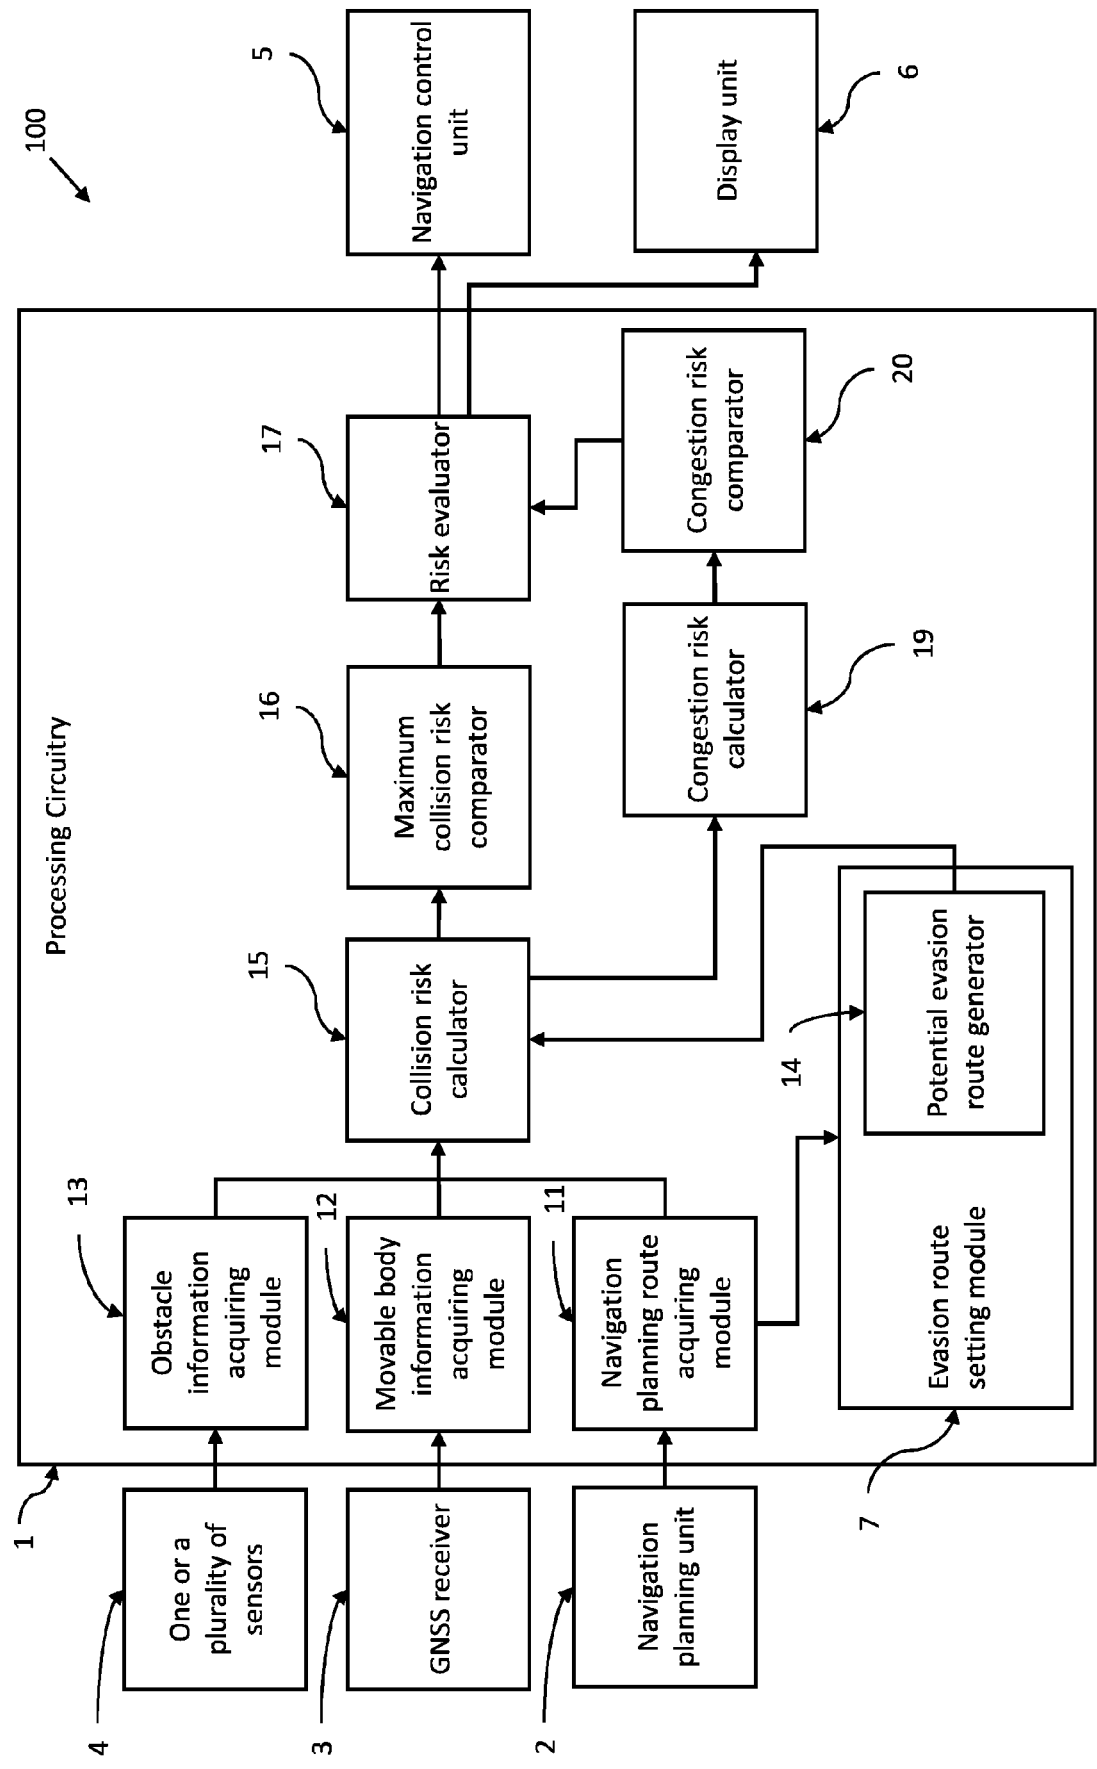 100
1
Processing Circuitry
4
One or a
plurality of
sensors
13
Obstacle
information
acquiring
module
3
GNSS receiver
12
Movable body
information
acquiring
module
15
Collision risk
calculator
16
Maximum
collision risk
comparator
17
Risk evaluator
5
Navigation control
unit
2
Navigation
planning unit
11
Navigation
planning route
acquiring
module
19
Congestion risk
calculator
20
Congestion risk
comparator
6
Display unit
7
Evasion route
setting module
14
Potential evasion
route generator